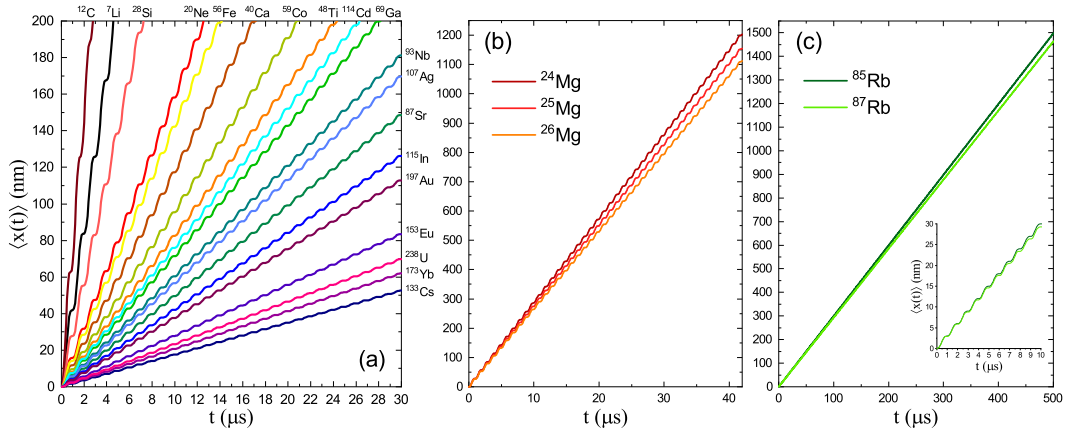 ¹²C ⁷Li ²⁸Si ²⁰Ne ⁵⁶Fe ⁴⁰Ca ⁵⁹Co ⁴⁸Ti ¹¹⁴Cd ⁶⁹Ga
⁹³Nb
¹⁰⁷Ag
⁸⁷Sr
¹¹⁵In
¹⁹⁷Au
¹⁵³Eu
²³⁸U
¹⁷³Yb
¹³³Cs
200
180
160
140
120
100
80
60
40
20
0
⟨x(t)⟩ (nm)
(a)
0 2 4 6 8 10 12 14 16 18 20 22 24 26 28 30
t (μs)
(b)
²⁴Mg
²⁵Mg
²⁶Mg
1200
1100
1000
900
800
700
600
500
400
300
200
100
0
0 10 20 30 40
t (μs)
(c)
⁸⁵Rb
⁸⁷Rb
1500
1400
1300
1200
1100
1000
900
800
700
600
500
400
300
200
100
0
0 100 200 300 400 500
t (μs)
30
25
20
15
10
5
0
⟨x(t)⟩ (nm)
0 1 2 3 4 5 6 7 8 9 10
t (μs)